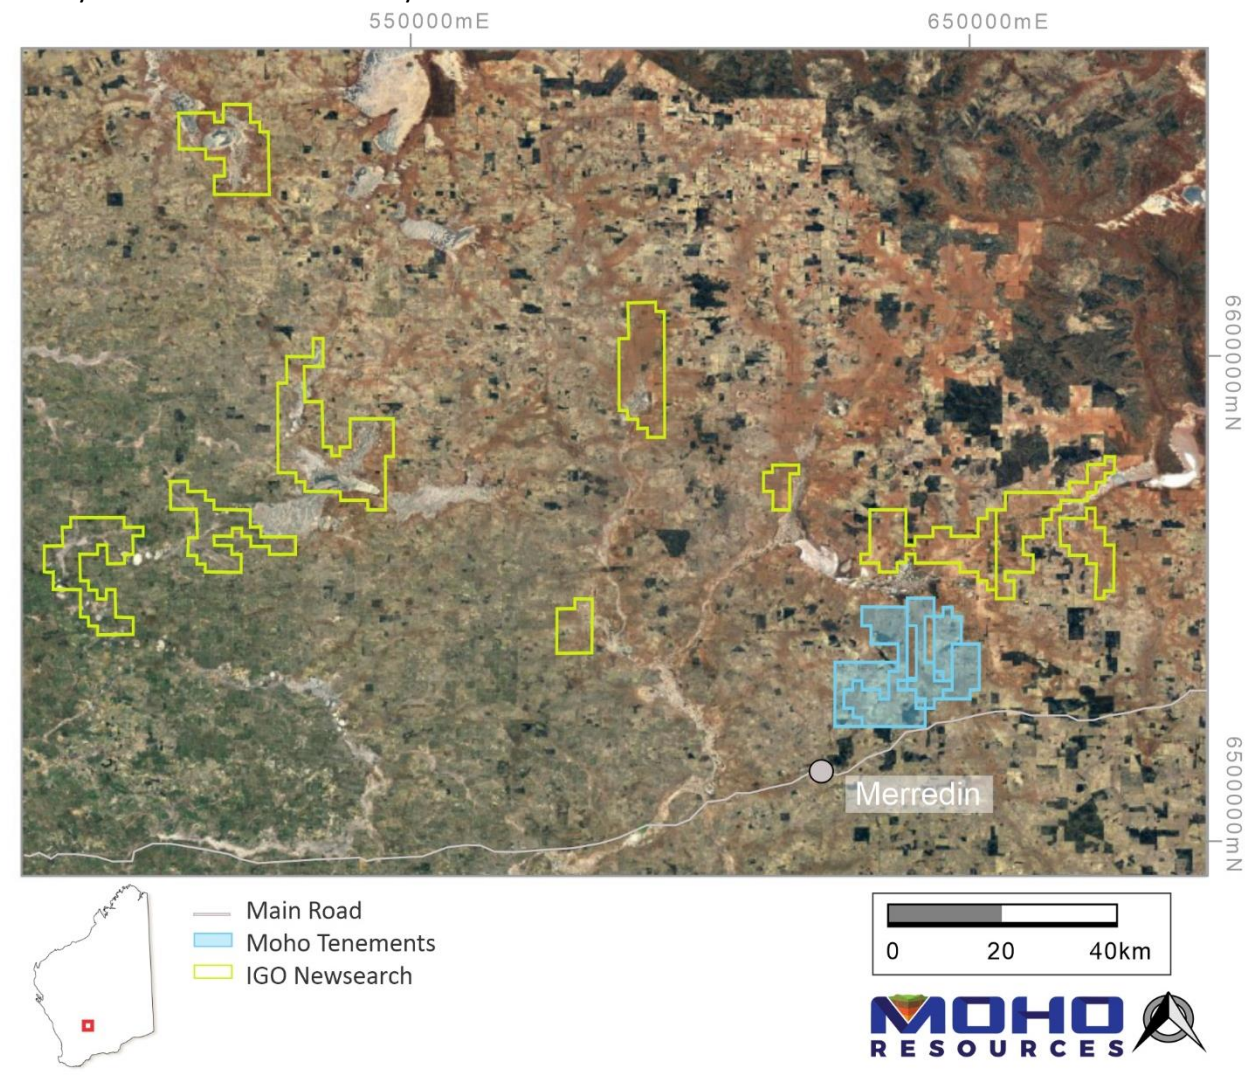 550000mE
650000mE
6600000mN
6500000mN
Merredin
Main Road
Moho Tenements
IGO Newsearch
0 20 40km
MOHO
RESOURCES